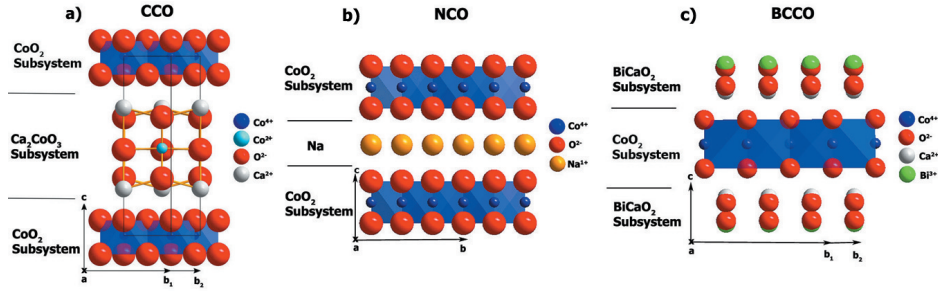 a) CCO
CoO₂
Subsystem
Ca₂CoO₃
Subsystem
CoO₂
Subsystem
c
a
b₁
b₂
Co⁴⁺
Co²⁺
O²⁻
Ca²⁺
b) NCO
CoO₂
Subsystem
Na
CoO₂
Subsystem
c
a
b
Co⁴⁺
O²⁻
Na¹⁺
c) BCCO
BiCaO₂
Subsystem
CoO₂
Subsystem
BiCaO₂
Subsystem
c
a
b₁
b₂
Co⁴⁺
O²⁻
Ca²⁺
Bi³⁺